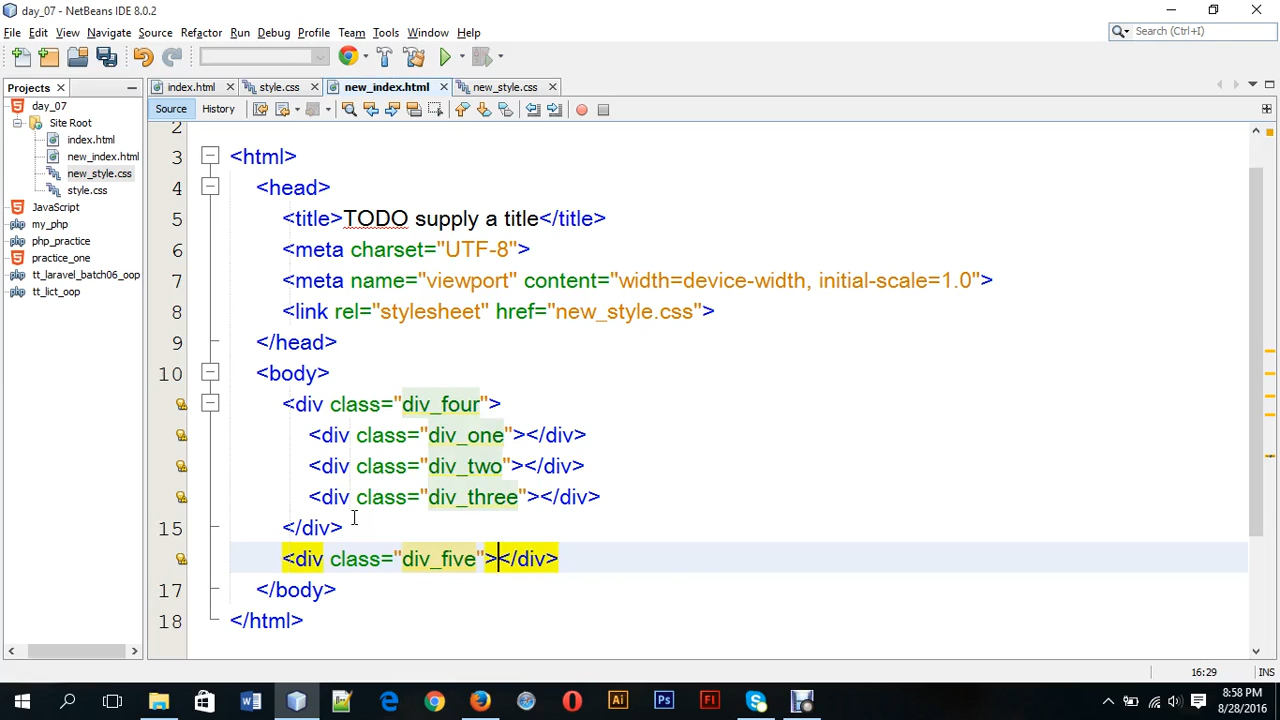 day_07 - NetBeans IDE 8.0.2
File Edit View Navigate Source Refactor Run Debug Profile Team Tools Window Help
Search (Ctrl+I)
Projects
index.html
style.css
new_index.html
new_style.css
day_07
Source
History
Site Root
index.html
new_index.html
new_style.css
style.css
JavaScript
my_php
php_practice
practice_one
tt_laravel_batch06_oop
tt_lict_oop
2
3 <html>
4 <head>
5 <title>TODO supply a title</title>
6 <meta charset="UTF-8">
7 <meta name="viewport" content="width=device-width, initial-scale=1.0">
8 <link rel="stylesheet" href="new_style.css">
9 </head>
10 <body>
<div class="div_four">
<div class="div_one"></div>
<div class="div_two"></div>
<div class="div_three"></div>
15 </div>
<div class="div_five"></div>
17 </body>
18 </html>
16:29
INS
8:58 PM
8/28/2016